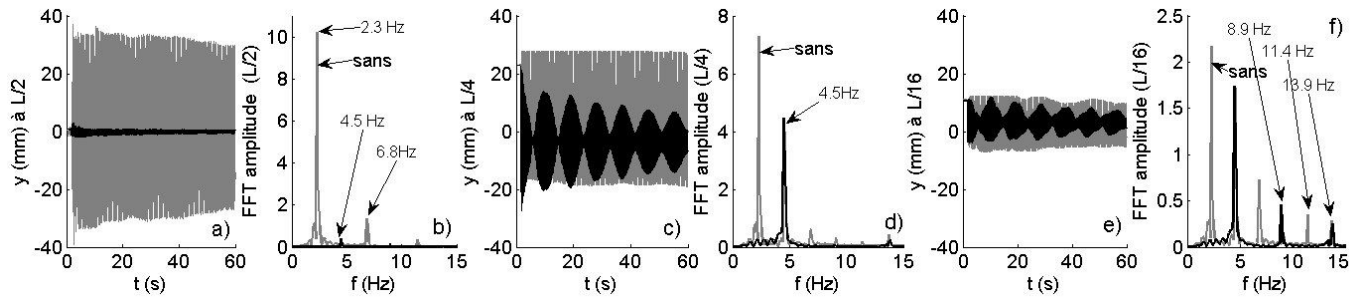 y (mm) à L/2
40
20
0
-20
-40
0 20 40 60
t (s)
a)
FFT amplitude (L/2)
10
8
6
4
2
0
0 5 10 15
f (Hz)
2.3 Hz
sans
4.5 Hz
6.8Hz
b)
y (mm) à L/4
40
20
0
-20
-40
0 20 40 60
t (s)
c)
FFT amplitude (L/4)
8
6
4
2
0
0 5 10 15
f (Hz)
sans
4.5Hz
d)
y (mm) à L/16
40
20
0
-20
-40
0 20 40 60
t (s)
e)
FFT amplitude (L/16)
2.5
2
1.5
1
0.5
0
0 5 10 15
f (Hz)
8.9 Hz
11.4 Hz
13.9 Hz
sans
f)